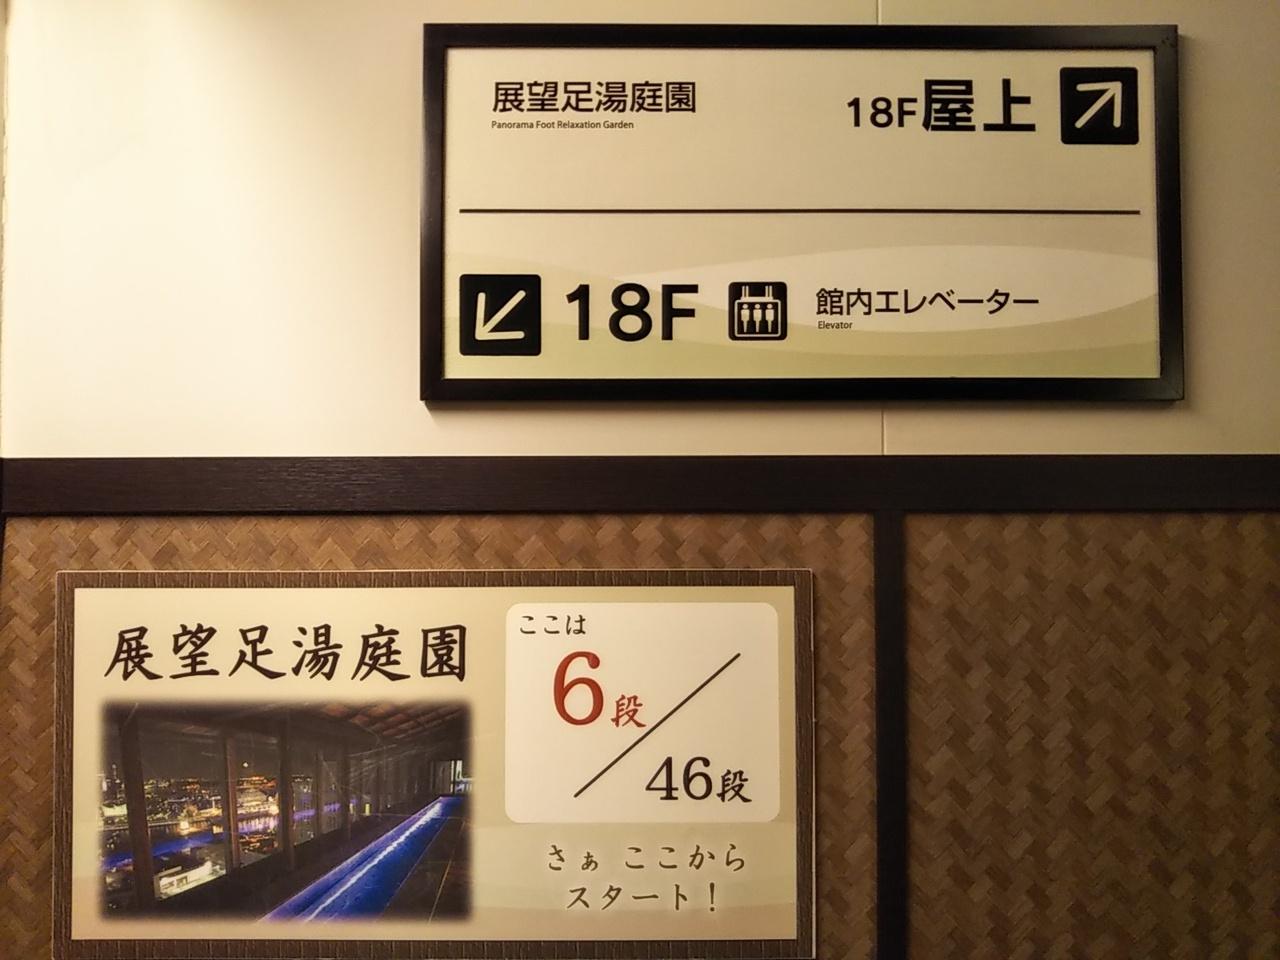 展望足湯庭園
Panorama Foot Relaxation Garden
18F屋上
18F
館内エレベーター
Elevator
展望足湯庭園
ここは
6段
46段
さぁ ここから
スタート!